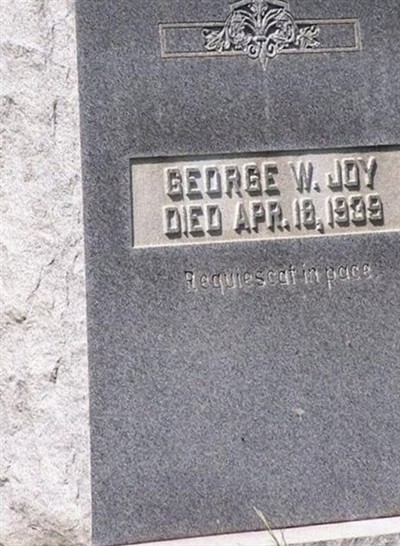 GEORGE W. JOY
DIED APR. 18, 1939
Requiescat in pace